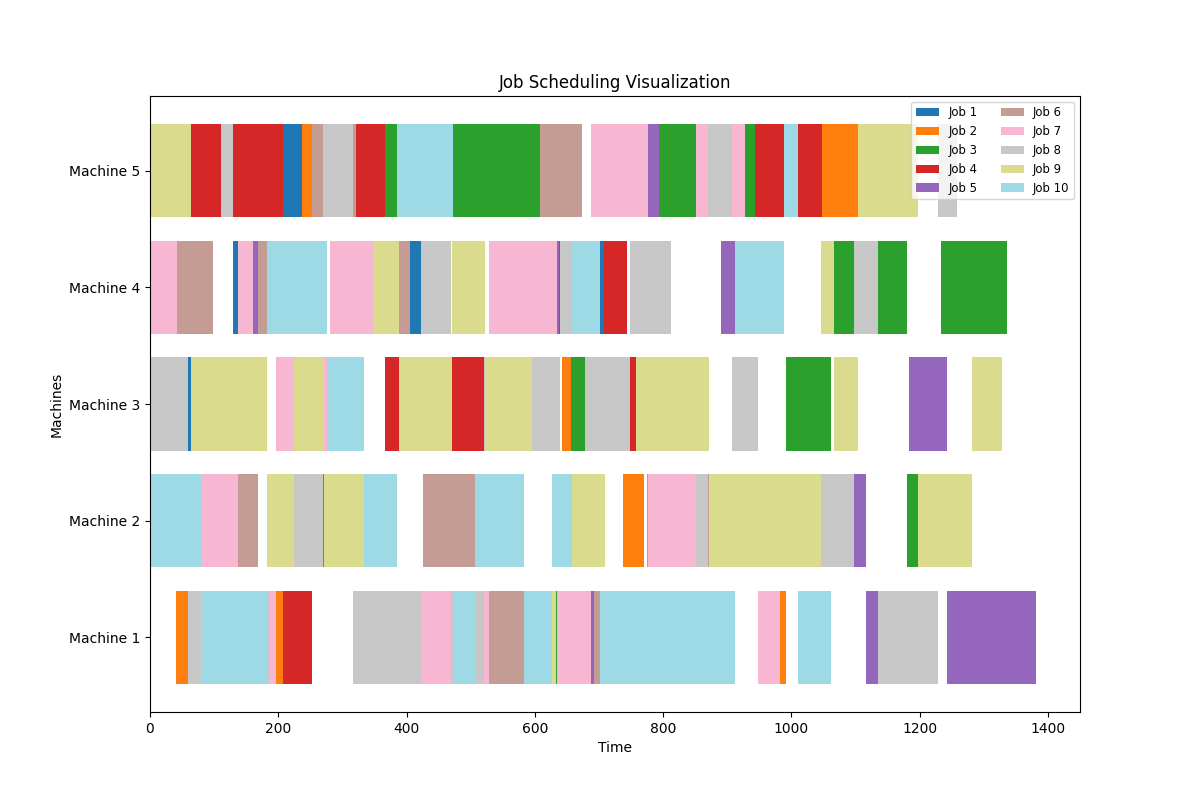 Job Scheduling Visualization
Job 1
Job 2
Job 3
Job 4
Job 5
Job 6
Job 7
Job 8
Job 9
Job 10
Machine 5
Machine 4
Machine 3
Machine 2
Machine 1
Machines
0 200 400 600 800 1000 1200 1400
Time